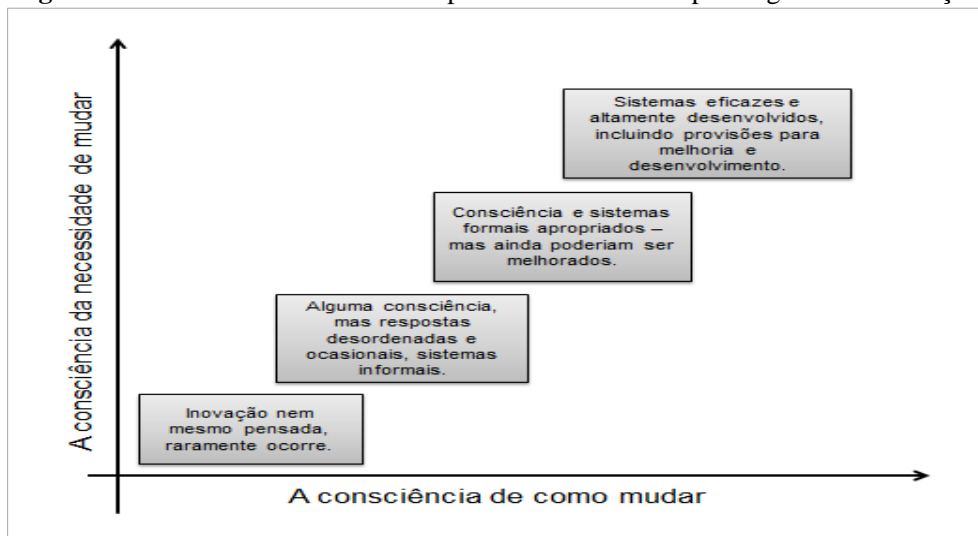 A consciência da necessidade de mudar
Sistemas eficazes e
altamente desenvolvidos,
incluindo provisões para
melhoria e
desenvolvimento.
Consciência e sistemas
formais apropriados –
mas ainda poderiam ser
melhorados.
Alguma consciência,
mas respostas
desordenadas e
ocasionais, sistemas
informais.
Inovação nem
mesmo pensada,
raramente ocorre.
A consciência de como mudar